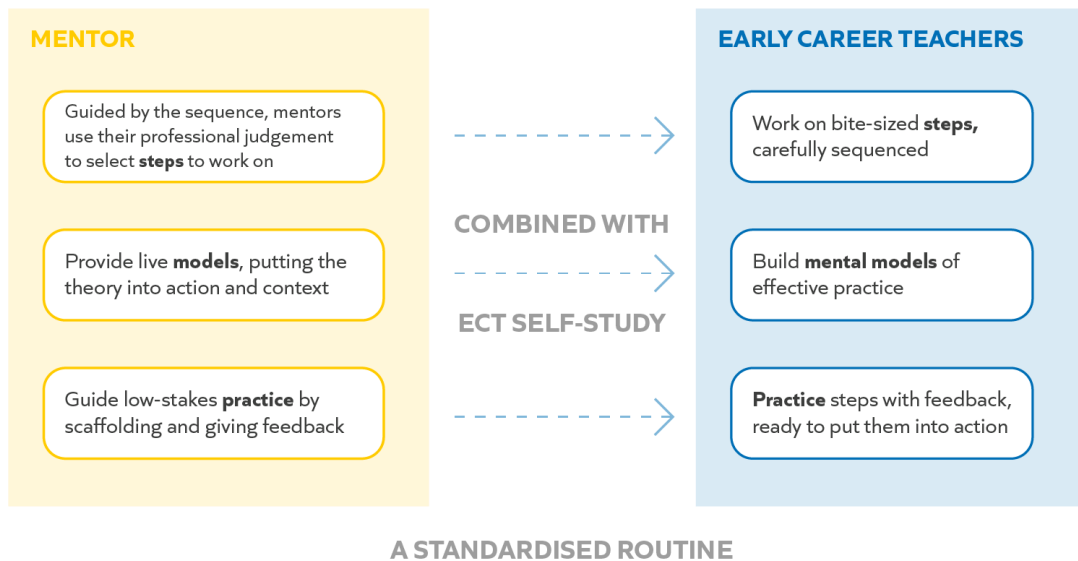 MENTOR
Guided by the sequence, mentors
use their professional judgement
to select steps to work on
Provide live models, putting the
theory into action and context
Guide low-stakes practice by
scaffolding and giving feedback
COMBINED WITH
ECT SELF-STUDY
EARLY CAREER TEACHERS
Work on bite-sized steps,
carefully sequenced
Build mental models of
effective practice
Practice steps with feedback,
ready to put them into action
A STANDARDISED ROUTINE